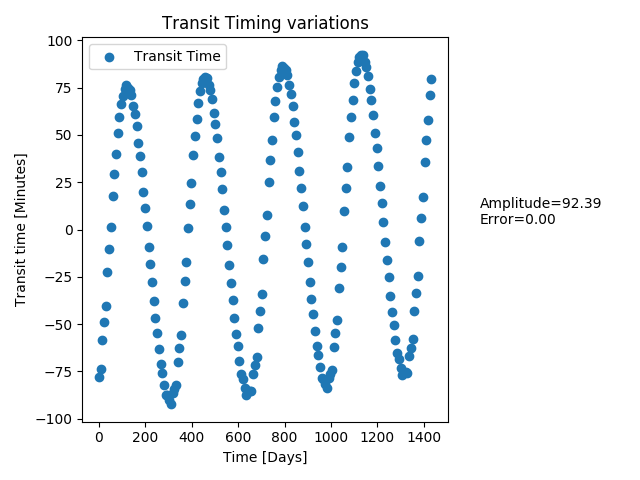 Transit Timing variations
Transit Time
100
75
50
25
0
−25
−50
−75
−100
Transit time [Minutes]
0 200 400 600 800 1000 1200 1400
Time [Days]
Amplitude=92.39
Error=0.00